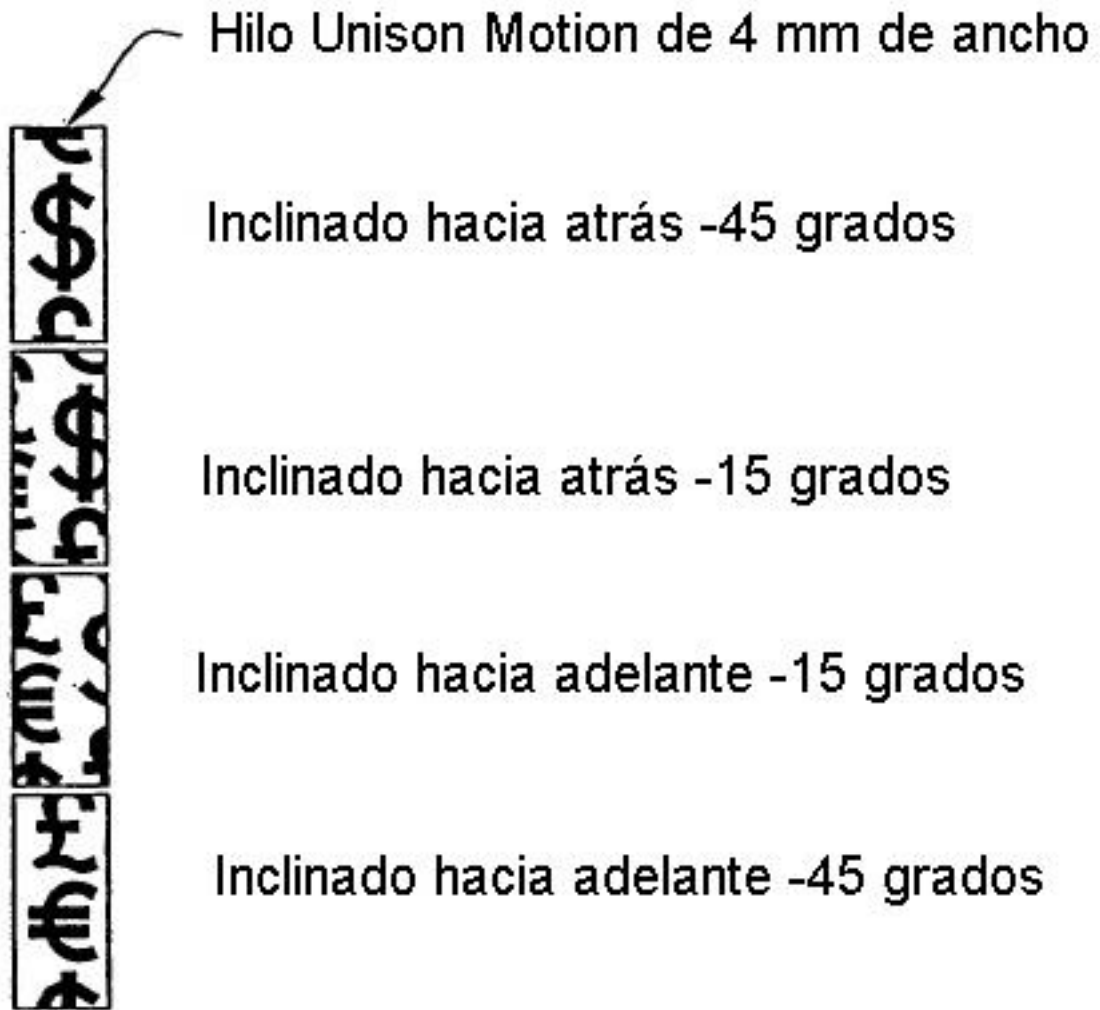 Hilo Unison Motion de 4 mm de ancho
$
Inclinado hacia atrás -45 grados
$
Inclinado hacia atrás -15 grados
Inclinado hacia adelante -15 grados
Inclinado hacia adelante -45 grados